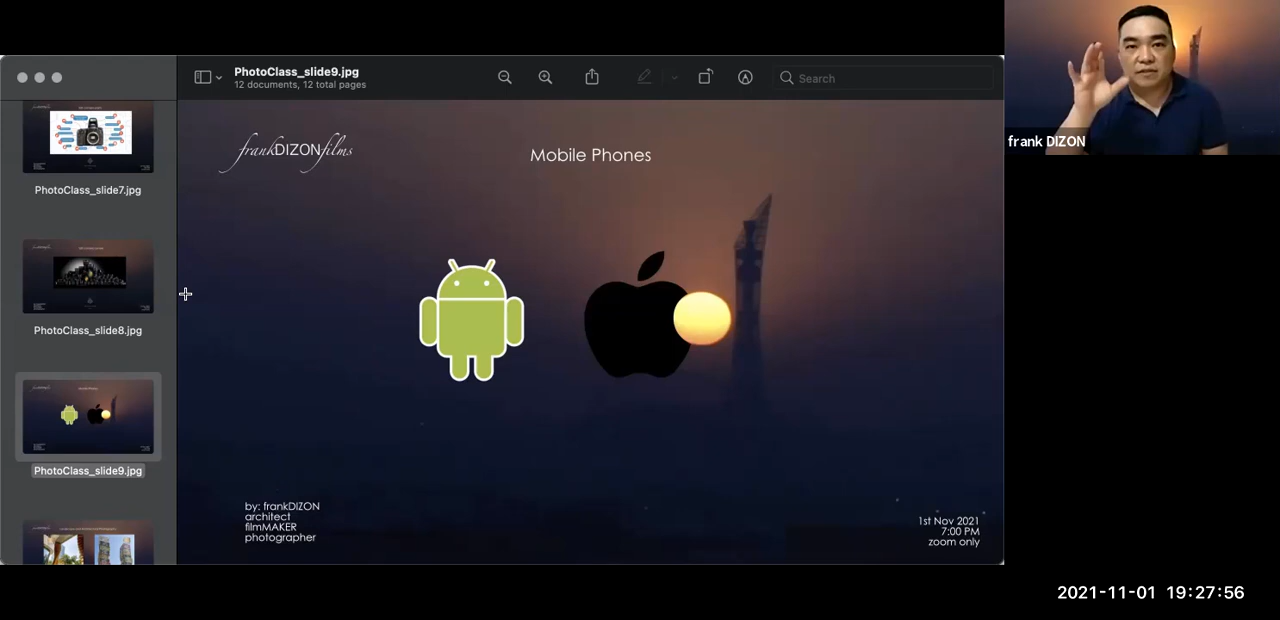 PhotoClass_slide9.jpg
12 documents, 12 total pages
Search
PhotoClass_slide7.jpg
PhotoClass_slide8.jpg
PhotoClass_slide9.jpg
frankDIZONfilms
Mobile Phones
by: frankDIZON
architect
filmMAKER
photographer
1st Nov 2021
7:00 PM
zoom only
frank DIZON
2021-11-01 19:27:56